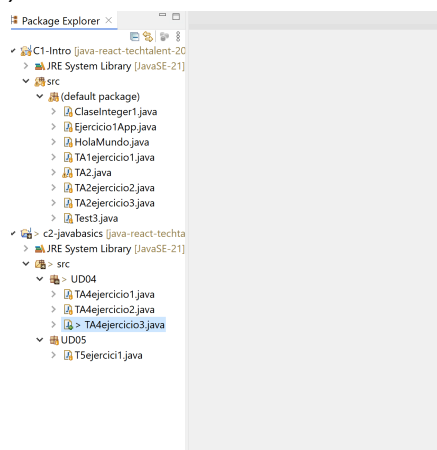 Package Explorer ×
C1-Intro [java-react-techtalent-20
> JRE System Library [JavaSE-21]
src
(default package)
> ClaseInteger1.java
> Ejercicio1App.java
> HolaMundo.java
> TA1ejercicio1.java
> TA2.java
> TA2ejercicio2.java
> TA2ejercicio3.java
> Test3.java
> c2-javabasics [java-react-techta
> JRE System Library [JavaSE-21]
> src
> UD04
> TA4ejercicio1.java
> TA4ejercicio2.java
> > TA4ejercicio3.java
UD05
> T5ejercici1.java